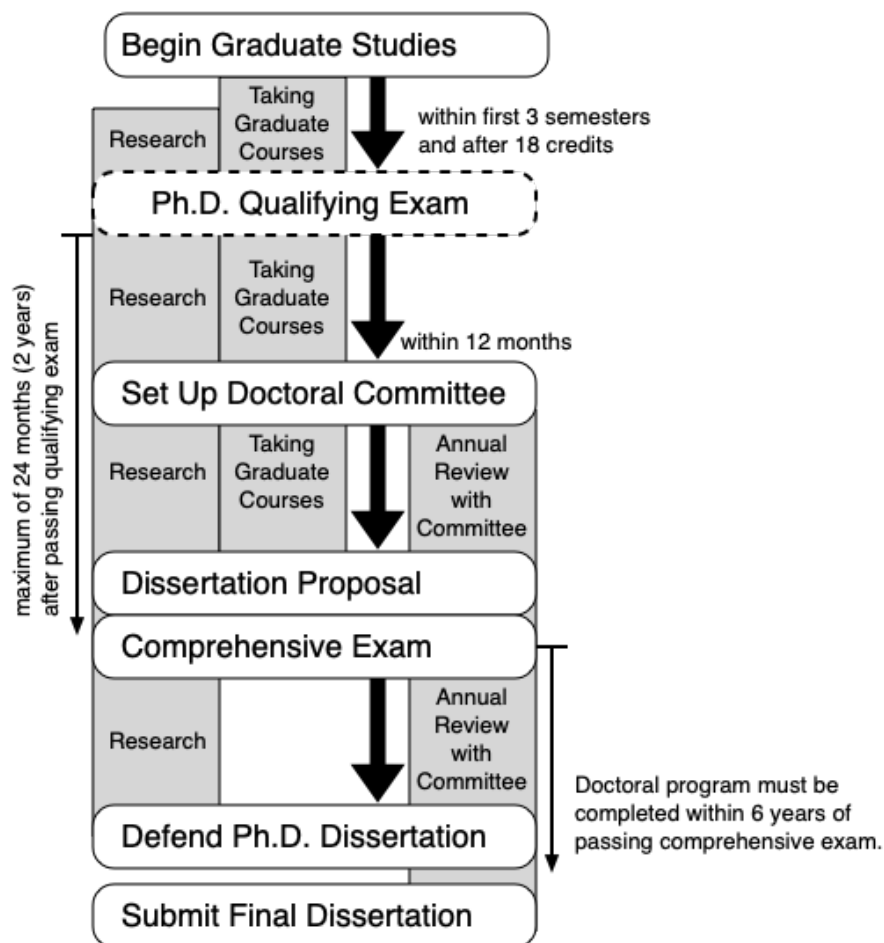 Begin Graduate Studies
Research
Taking
Graduate
Courses
within first 3 semesters
and after 18 credits
Ph.D. Qualifying Exam
maximum of 24 months (2 years)
after passing qualifying exam
Research
Taking
Graduate
Courses
within 12 months
Set Up Doctoral Committee
Research
Taking
Graduate
Courses
Annual
Review
with
Committee
Dissertation Proposal
Comprehensive Exam
Research
Annual
Review
with
Committee
Doctoral program must be
completed within 6 years of
passing comprehensive exam.
Defend Ph.D. Dissertation
Submit Final Dissertation